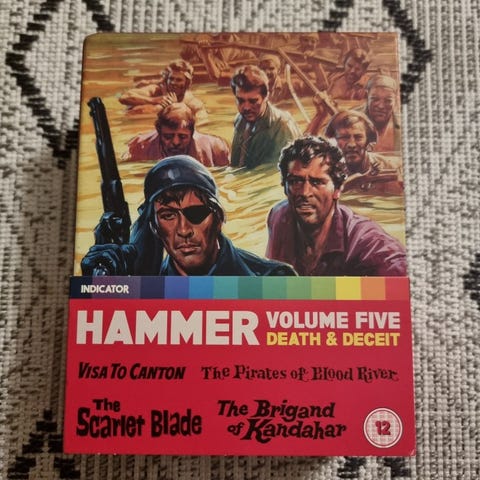 INDICATOR
HAMMER
VOLUME FIVE
DEATH & DECEIT
VISA TO CANTON
The Pirates of Blood River
The
Scarlet Blade
The Brigand
of Kandahar
12